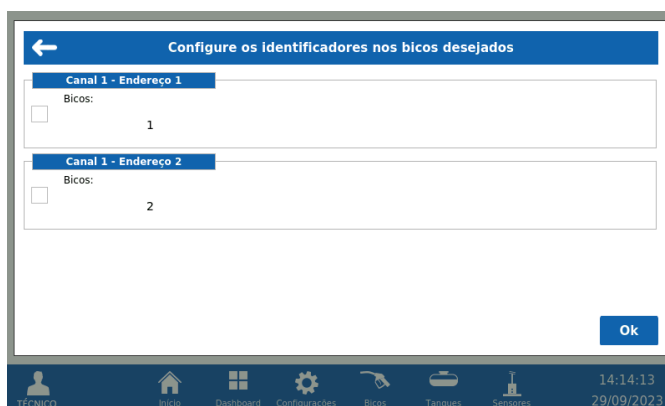 Configure os identificadores nos bicos desejados
Canal 1 - Endereço 1
Bicos:
1
Canal 1 - Endereço 2
Bicos:
2
Ok
TÉCNICO
Início
Dashboard
Configurações
Bicos
Tanques
Sensores
14:14:13
29/09/2023